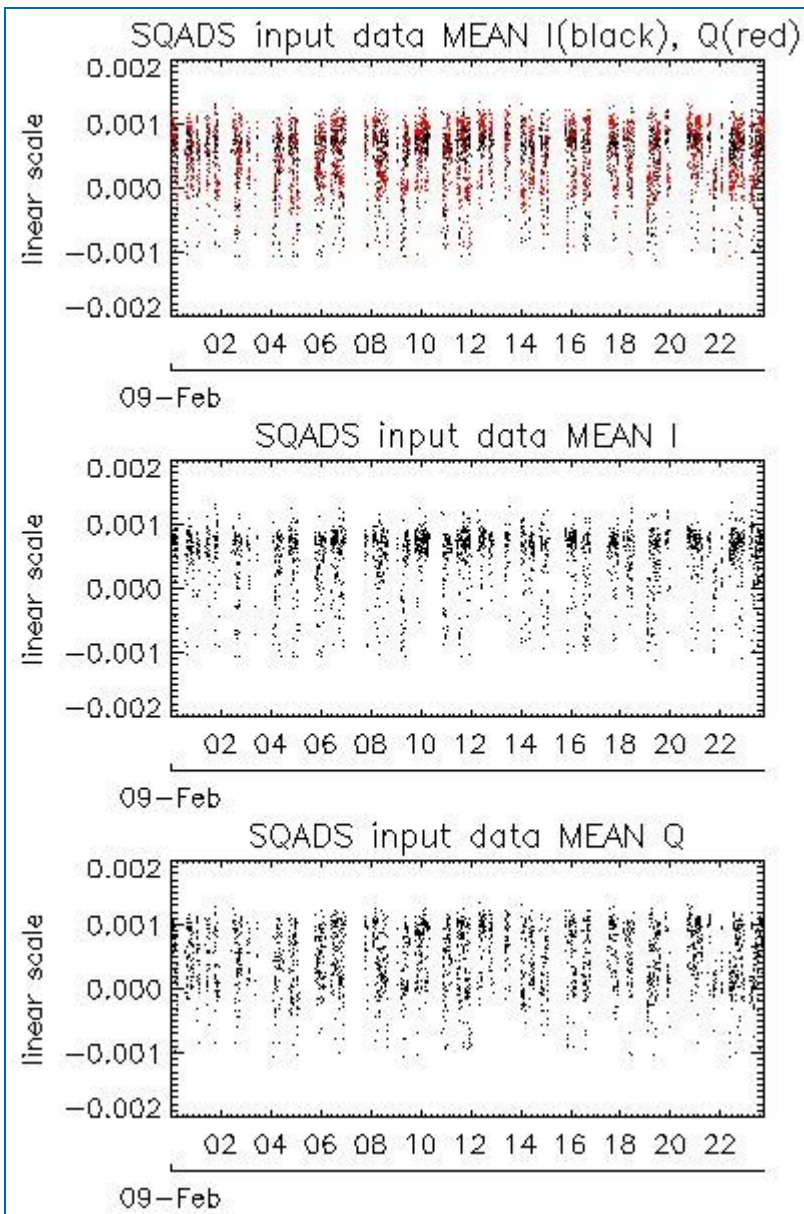 SQADS input data MEAN I(black), Q(red)
0.002
0.001
0.000
-0.001
-0.002
linear scale
02 04 06 08 10 12 14 16 18 20 22
09-Feb
SQADS input data MEAN I
0.002
0.001
0.000
-0.001
-0.002
linear scale
02 04 06 08 10 12 14 16 18 20 22
09-Feb
SQADS input data MEAN Q
0.002
0.001
0.000
-0.001
-0.002
linear scale
02 04 06 08 10 12 14 16 18 20 22
09-Feb